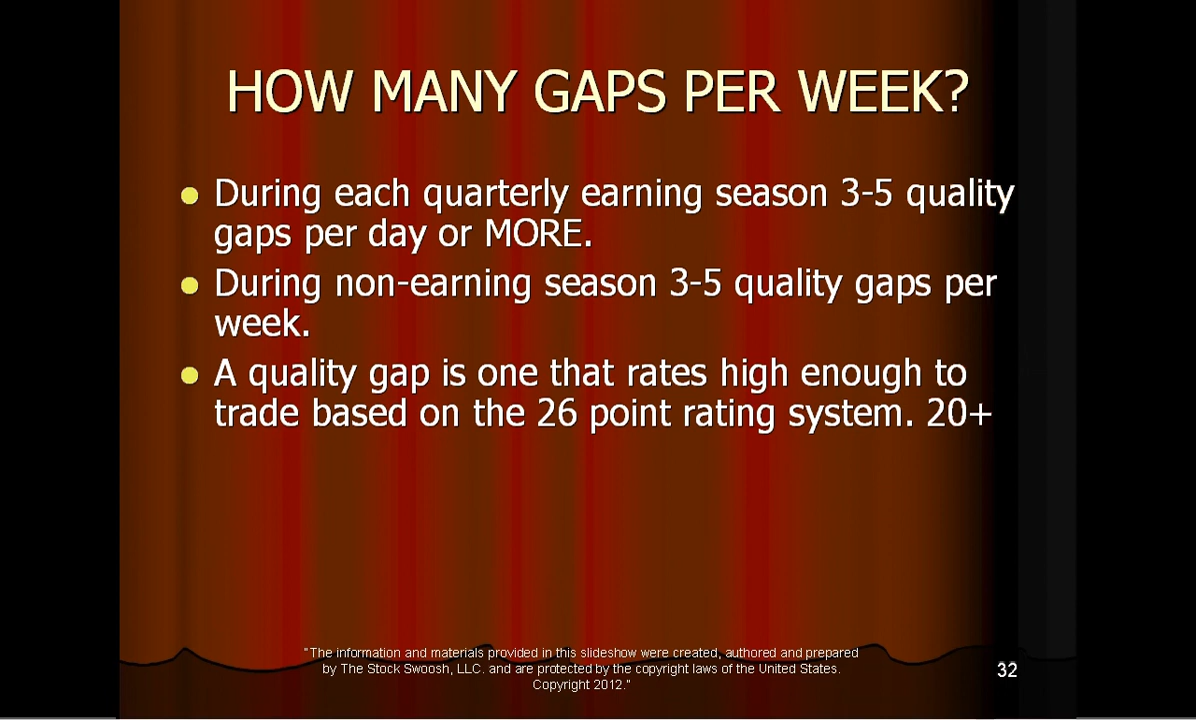 HOW MANY GAPS PER WEEK?
During each quarterly earning season 3-5 quality
gaps per day or MORE.
During non-earning season 3-5 quality gaps per
week.
A quality gap is one that rates high enough to
trade based on the 26 point rating system. 20+
"The information and materials provided in this slideshow were created, authored and prepared
by The Stock Swoosh, LLC. and are protected by the copyright laws of the United States.
Copyright 2012."
32